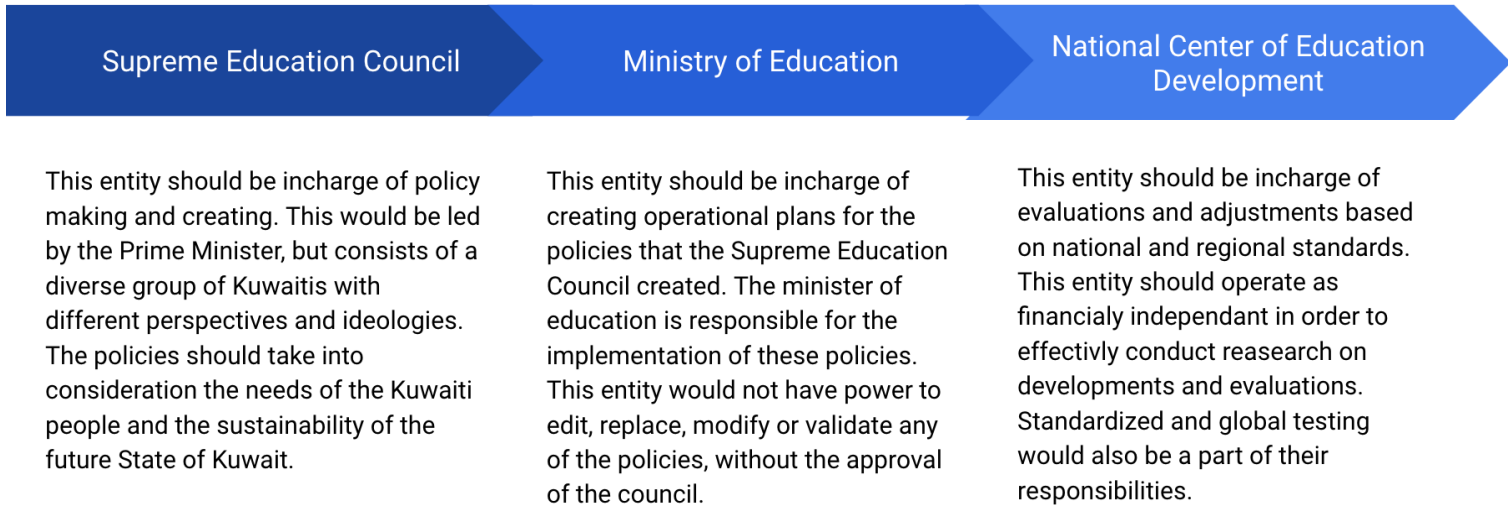 Supreme Education Council
Ministry of Education
National Center of Education
Development
This entity should be incharge of policy
making and creating. This would be led
by the Prime Minister, but consists of a
diverse group of Kuwaitis with
different perspectives and ideologies.
The policies should take into
consideration the needs of the Kuwaiti
people and the sustainability of the
future State of Kuwait.
This entity should be incharge of
creating operational plans for the
policies that the Supreme Education
Council created. The minister of
education is responsible for the
implementation of these policies.
This entity would not have power to
edit, replace, modify or validate any
of the policies, without the approval
of the council.
This entity should be incharge of
evaluations and adjustments based
on national and regional standards.
This entity should operate as
financialy independant in order to
effectivly conduct reasearch on
developments and evaluations.
Standardized and global testing
would also be a part of their
responsibilities.